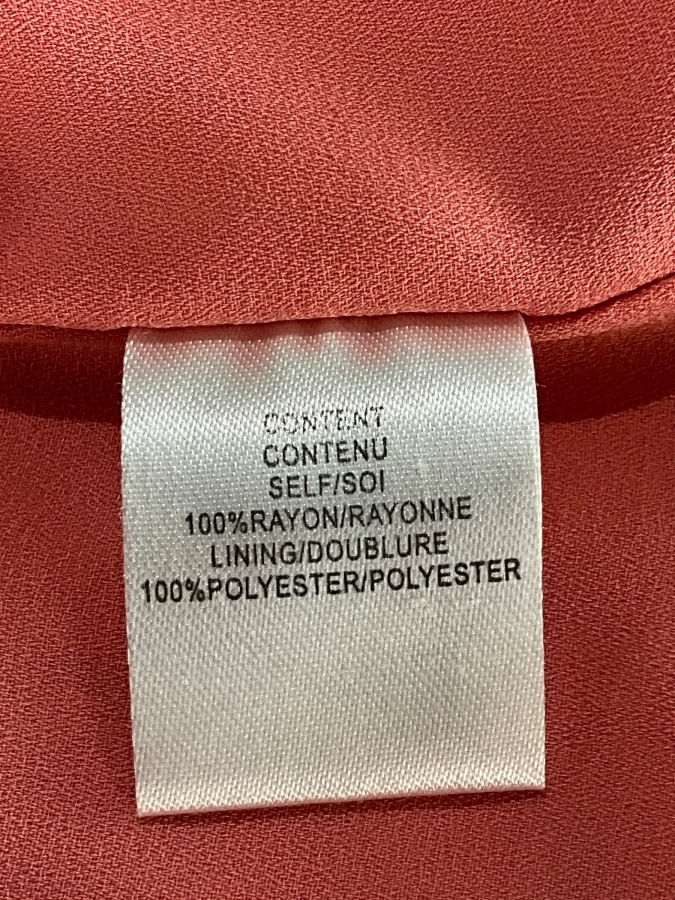 CONTENT
CONTENU
SELF/SOI
100%RAYON/RAYONNE
LINING/DOUBLURE
100%POLYESTER/POLYESTER